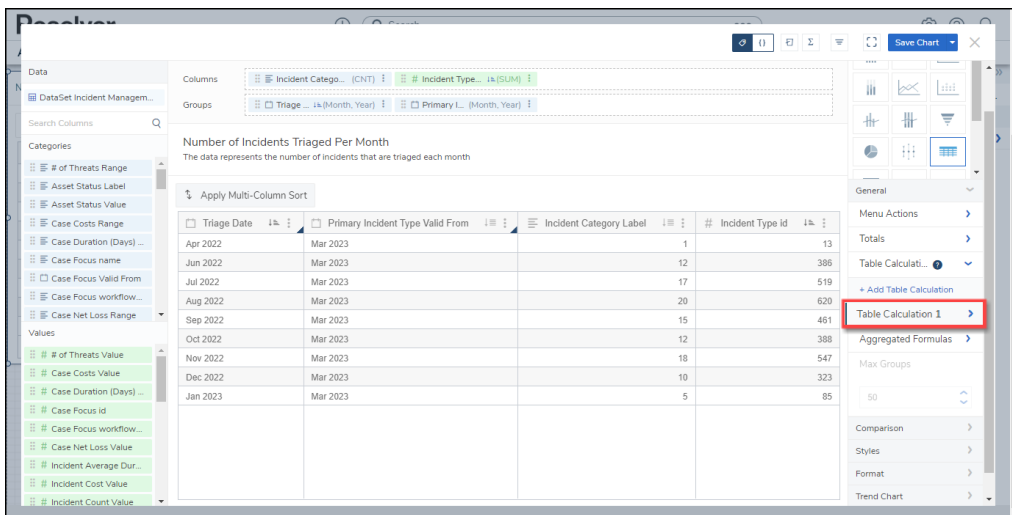 Save Chart
Data
DataSet Incident Managem...
Search Columns
Categories
# of Threats Range
Asset Status Label
Asset Status Value
Case Costs Range
Case Duration (Days) ...
Case Focus name
Case Focus Valid From
Case Focus workflow...
Case Net Loss Range
Values
# # of Threats Value
# Case Costs Value
# Case Duration (Days) ...
# Case Focus id
# Case Focus workflow...
# Case Net Loss Value
# Incident Average Dur...
# Incident Cost Value
# Incident Count Value
Columns Incident Catego... (CNT) # Incident Type... (SUM)
Groups Triage ... (Month, Year) Primary I... (Month, Year)
Number of Incidents Triaged Per Month
The data represents the number of incidents that are triaged each month
Apply Multi-Column Sort
Triage Date Primary Incident Type Valid From Incident Category Label # Incident Type id
Apr 2022 Mar 2023 1 13
Jun 2022 Mar 2023 12 386
Jul 2022 Mar 2023 17 519
Aug 2022 Mar 2023 20 620
Sep 2022 Mar 2023 15 461
Oct 2022 Mar 2023 12 388
Nov 2022 Mar 2023 18 547
Dec 2022 Mar 2023 10 323
Jan 2023 Mar 2023 5 85
General
Menu Actions
Totals
Table Calculati... ?
+ Add Table Calculation
Table Calculation 1
Aggregated Formulas
Max Groups
50
Comparison
Styles
Format
Trend Chart